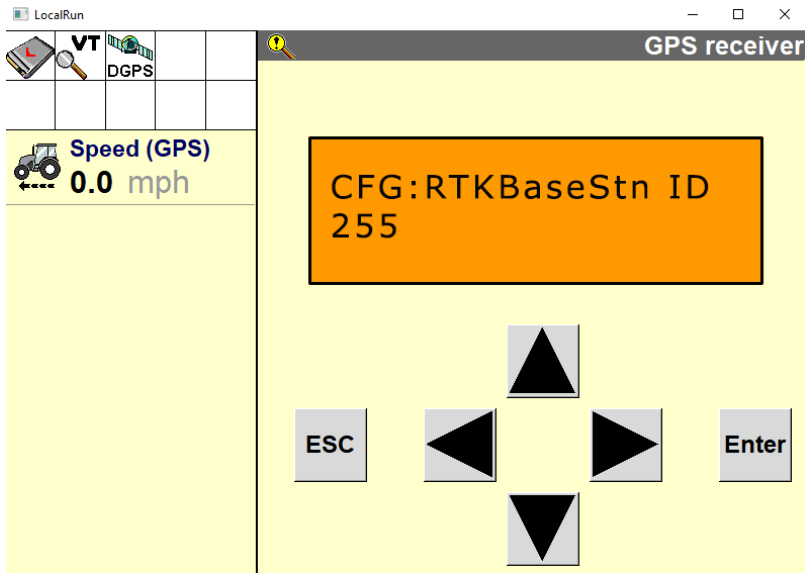 LocalRun
VT
DGPS
GPS receiver
Speed (GPS)
0.0 mph
CFG:RTKBaseStn ID
255
ESC
Enter